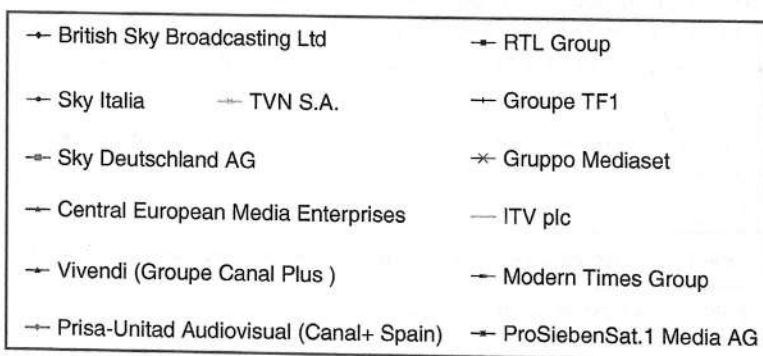 British Sky Broadcasting Ltd RTL Group
Sky Italia TVN S.A. Groupe TF1
Sky Deutschland AG Gruppo Mediaset
Central European Media Enterprises ITV plc
Vivendi (Groupe Canal Plus ) Modern Times Group
Prisa-Unitad Audiovisual (Canal+ Spain) ProSiebenSat.1 Media AG